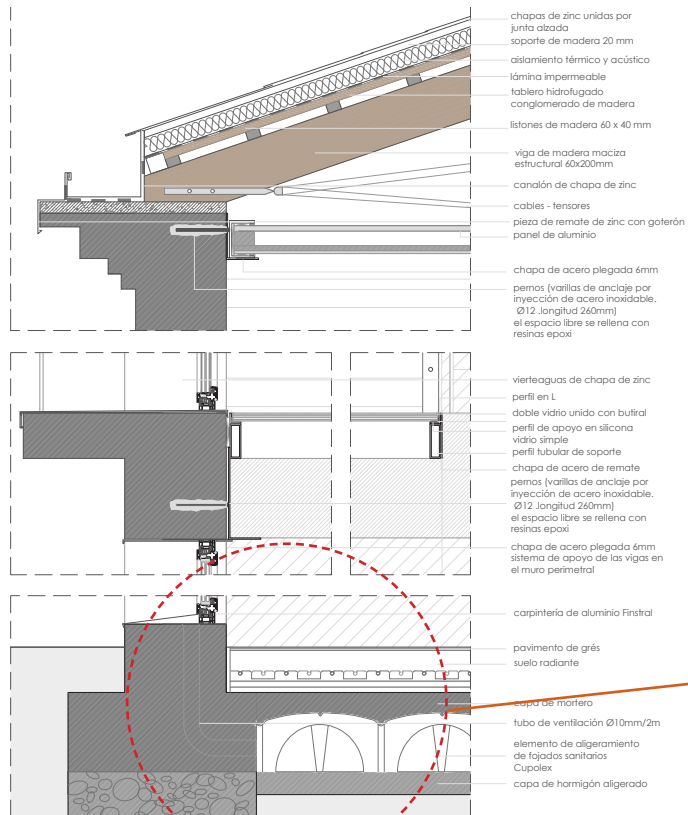 chapas de zinc unidas por
junta alzada
soporte de madera 20 mm
aislamiento térmico y acústico
lámina impermeable
tablero hidrofugado
conglomerado de madera
listones de madera 60 x 40 mm
viga de madera maciza
estructural 60x200mm
canalón de chapa de zinc
cables - tensores
pieza de remate de zinc con goterón
panel de aluminio
chapa de acero plegada 6mm
pernos (varillas de anclaje por
inyección de acero inoxidable.
Ø12 .longitud 260mm)
el espacio libre se rellena con
resinas epoxi
vierteaguas de chapa de zinc
perfil en L
doble vidrio unido con butiral
perfil de apoyo en silicona
vidrio simple
perfil tubular de soporte
chapa de acero de remate
pernos (varillas de anclaje por
inyección de acero inoxidable.
Ø12 .longitud 260mm)
el espacio libre se rellena con
resinas epoxi
chapa de acero plegada 6mm
sistema de apoyo de las vigas en
el muro perimetral
carpintería de aluminio Finstral
pavimento de grés
suelo radiante
capa de mortero
tubo de ventilación Ø10mm/2m
elemento de aligeramiento
de fojados sanitarios
Cupolex
capa de hormigón aligerado